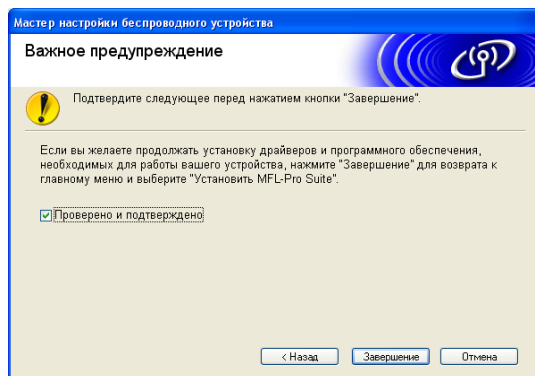 Мастер настройки беспроводного устройства
Важное предупреждение
Подтвердите следующее перед нажатием кнопки "Завершение".
Если вы желаете продолжать установку драйверов и программного обеспечения,
необходимых для работы вашего устройства, нажмите "Завершение" для возврата к
главному меню и выберите "Установить MFL-Pro Suite".
Проверено и подтверждено
< Назад
Завершение
Отмена